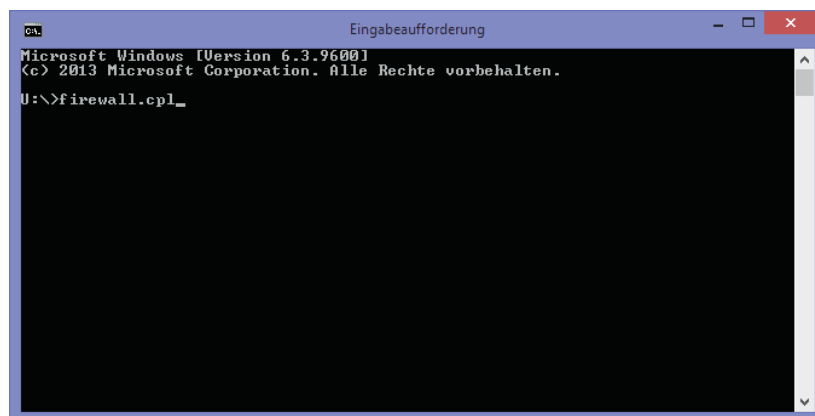 Eingabeaufforderung
Microsoft Windows [Version 6.3.9600]
(c) 2013 Microsoft Corporation. Alle Rechte vorbehalten.
U:\>firewall.cpl_